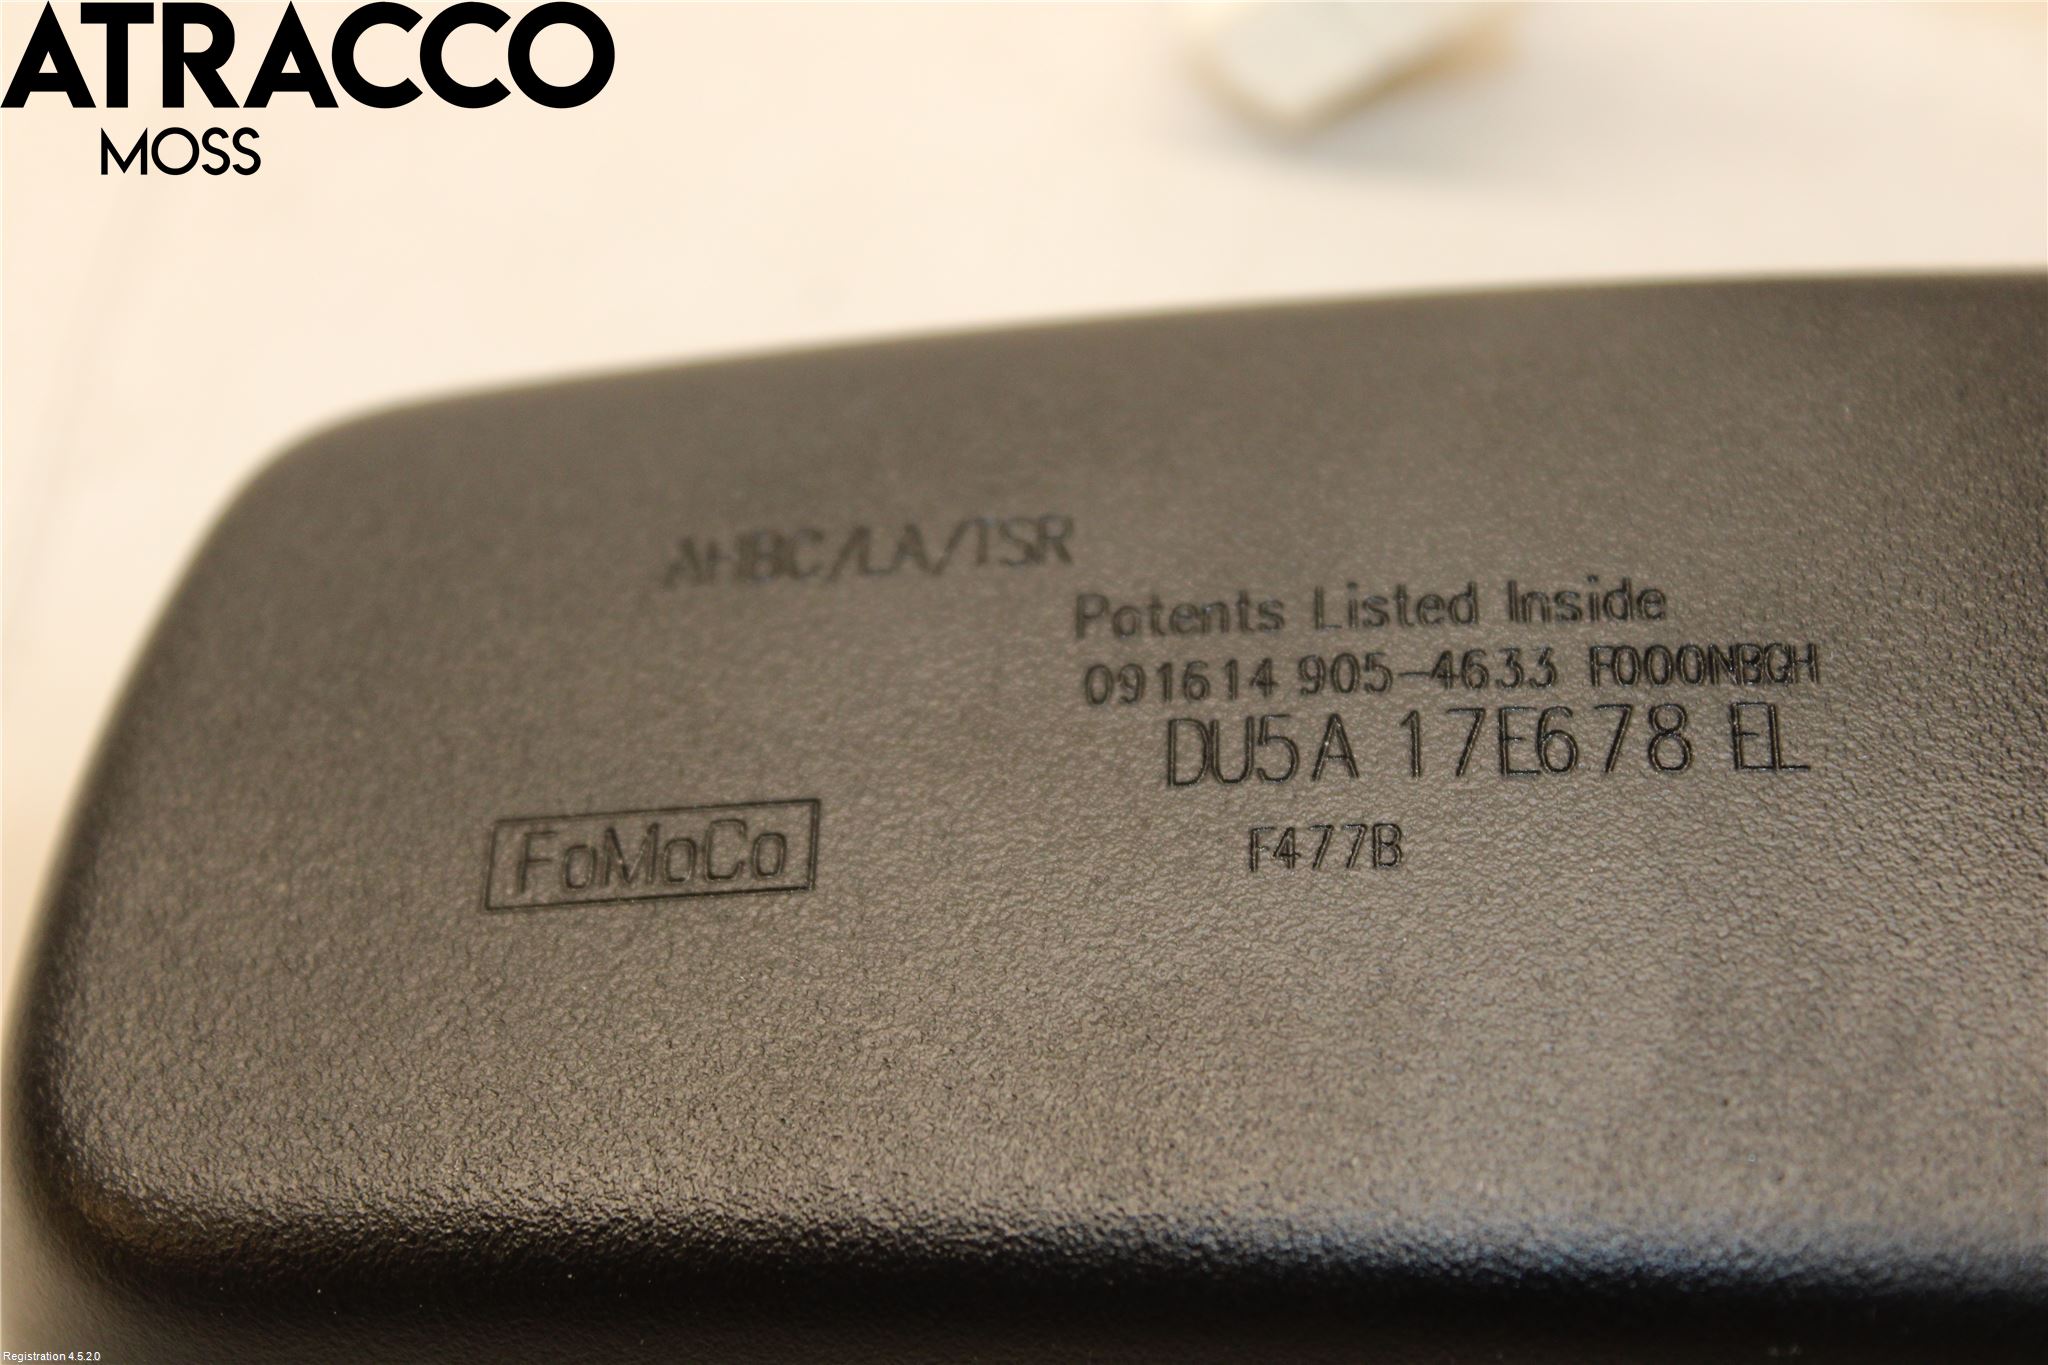 ATRACCO
MOSS
AHBC/LA/TSR
Patents Listed Inside
091614 905-4633 F000NBGH
DU5A 17E678 EL
FoMoCo
F477B
Registration 4.5.2.0